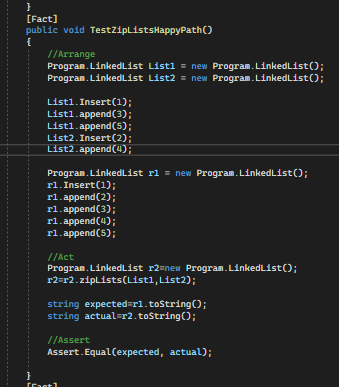 }
[Fact]
public void TestZipListsHappyPath()
{
//Arrange
Program.LinkedList List1 = new Program.LinkedList();
Program.LinkedList List2 = new Program.LinkedList();
List1.Insert(1);
List1.append(3);
List1.append(5);
List2.Insert(2);
List2.append(4);
Program.LinkedList r1 = new Program.LinkedList();
r1.Insert(1);
r1.append(2);
r1.append(3);
r1.append(4);
r1.append(5);
//Act
Program.LinkedList r2=new Program.LinkedList();
r2=r2.zipLists(List1,List2);
string expected=r1.toString();
string actual=r2.toString();
//Assert
Assert.Equal(expected, actual);
}
[Fact]